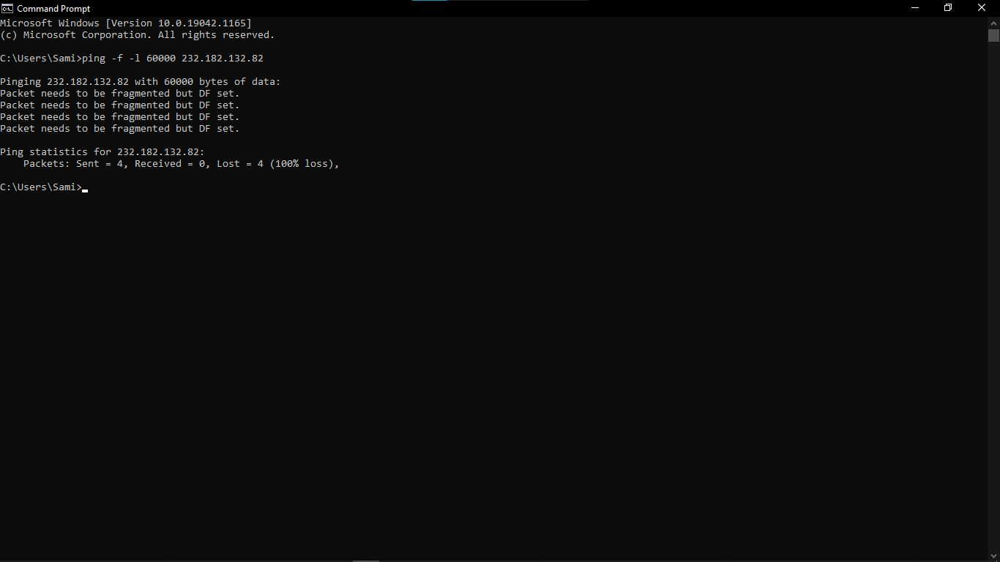 Command Prompt
Microsoft Windows [Version 10.0.19042.1165]
(c) Microsoft Corporation. All rights reserved.
C:\Users\Sami>ping -f -l 60000 232.182.132.82
Pinging 232.182.132.82 with 60000 bytes of data:
Packet needs to be fragmented but DF set.
Packet needs to be fragmented but DF set.
Packet needs to be fragmented but DF set.
Packet needs to be fragmented but DF set.
Ping statistics for 232.182.132.82:
    Packets: Sent = 4, Received = 0, Lost = 4 (100% loss),
C:\Users\Sami>